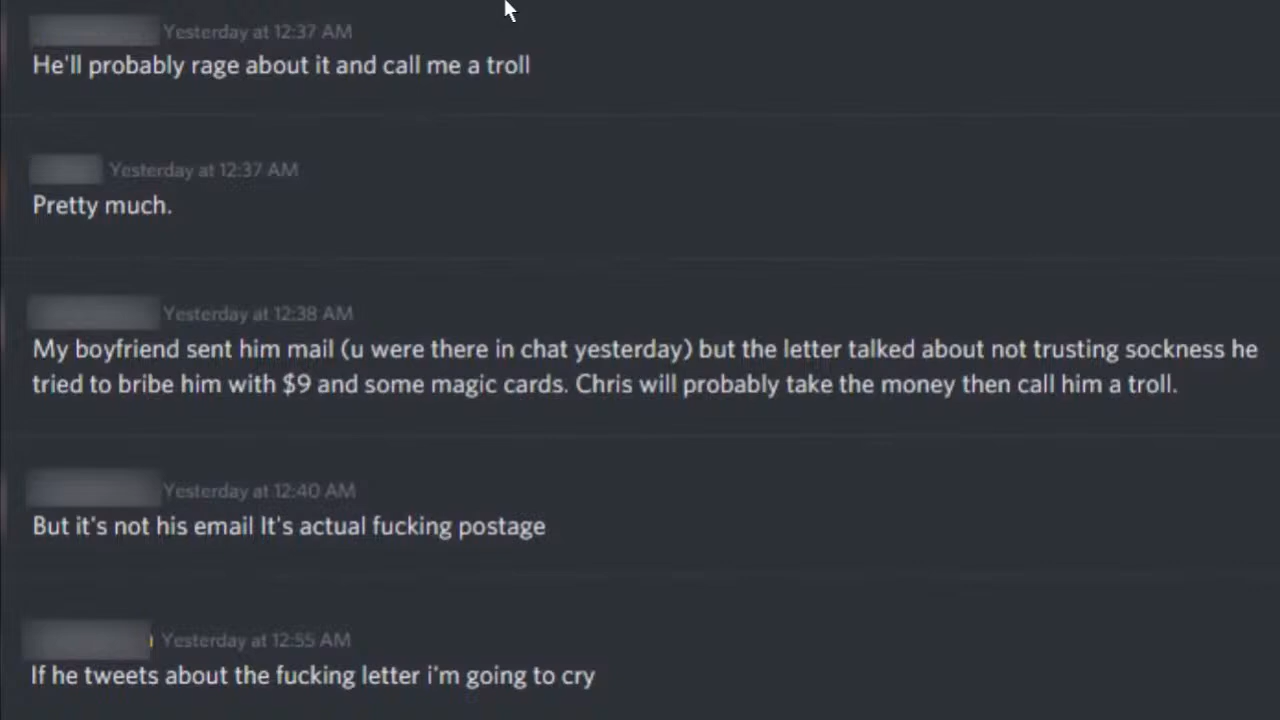 Yesterday at 12:37 AM
He'll probably rage about it and call me a troll
Yesterday at 12:37 AM
Pretty much.
Yesterday at 12:38 AM
My boyfriend sent him mail (u were there in chat yesterday) but the letter talked about not trusting sockness he
tried to bribe him with $9 and some magic cards. Chris will probably take the money then call him a troll.
Yesterday at 12:40 AM
But it's not his email It's actual fucking postage
Yesterday at 12:55 AM
If he tweets about the fucking letter i'm going to cry